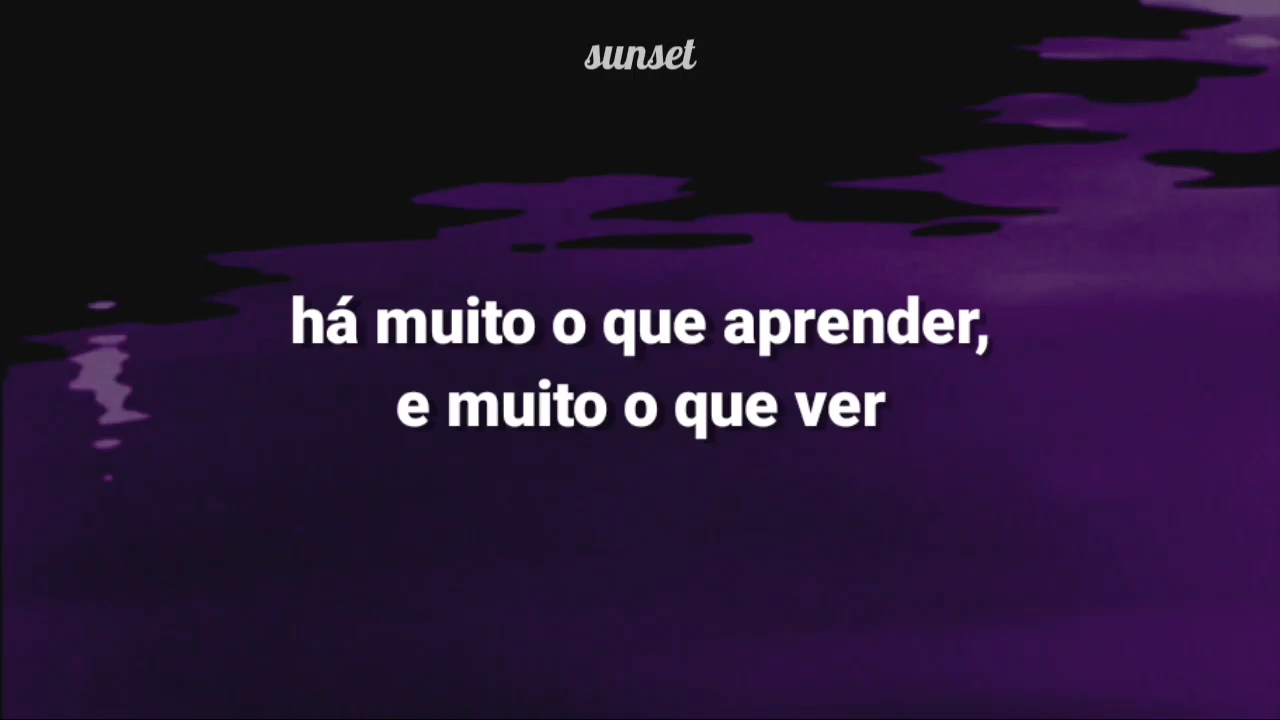 sunset
há muito o que aprender,
e muito o que ver